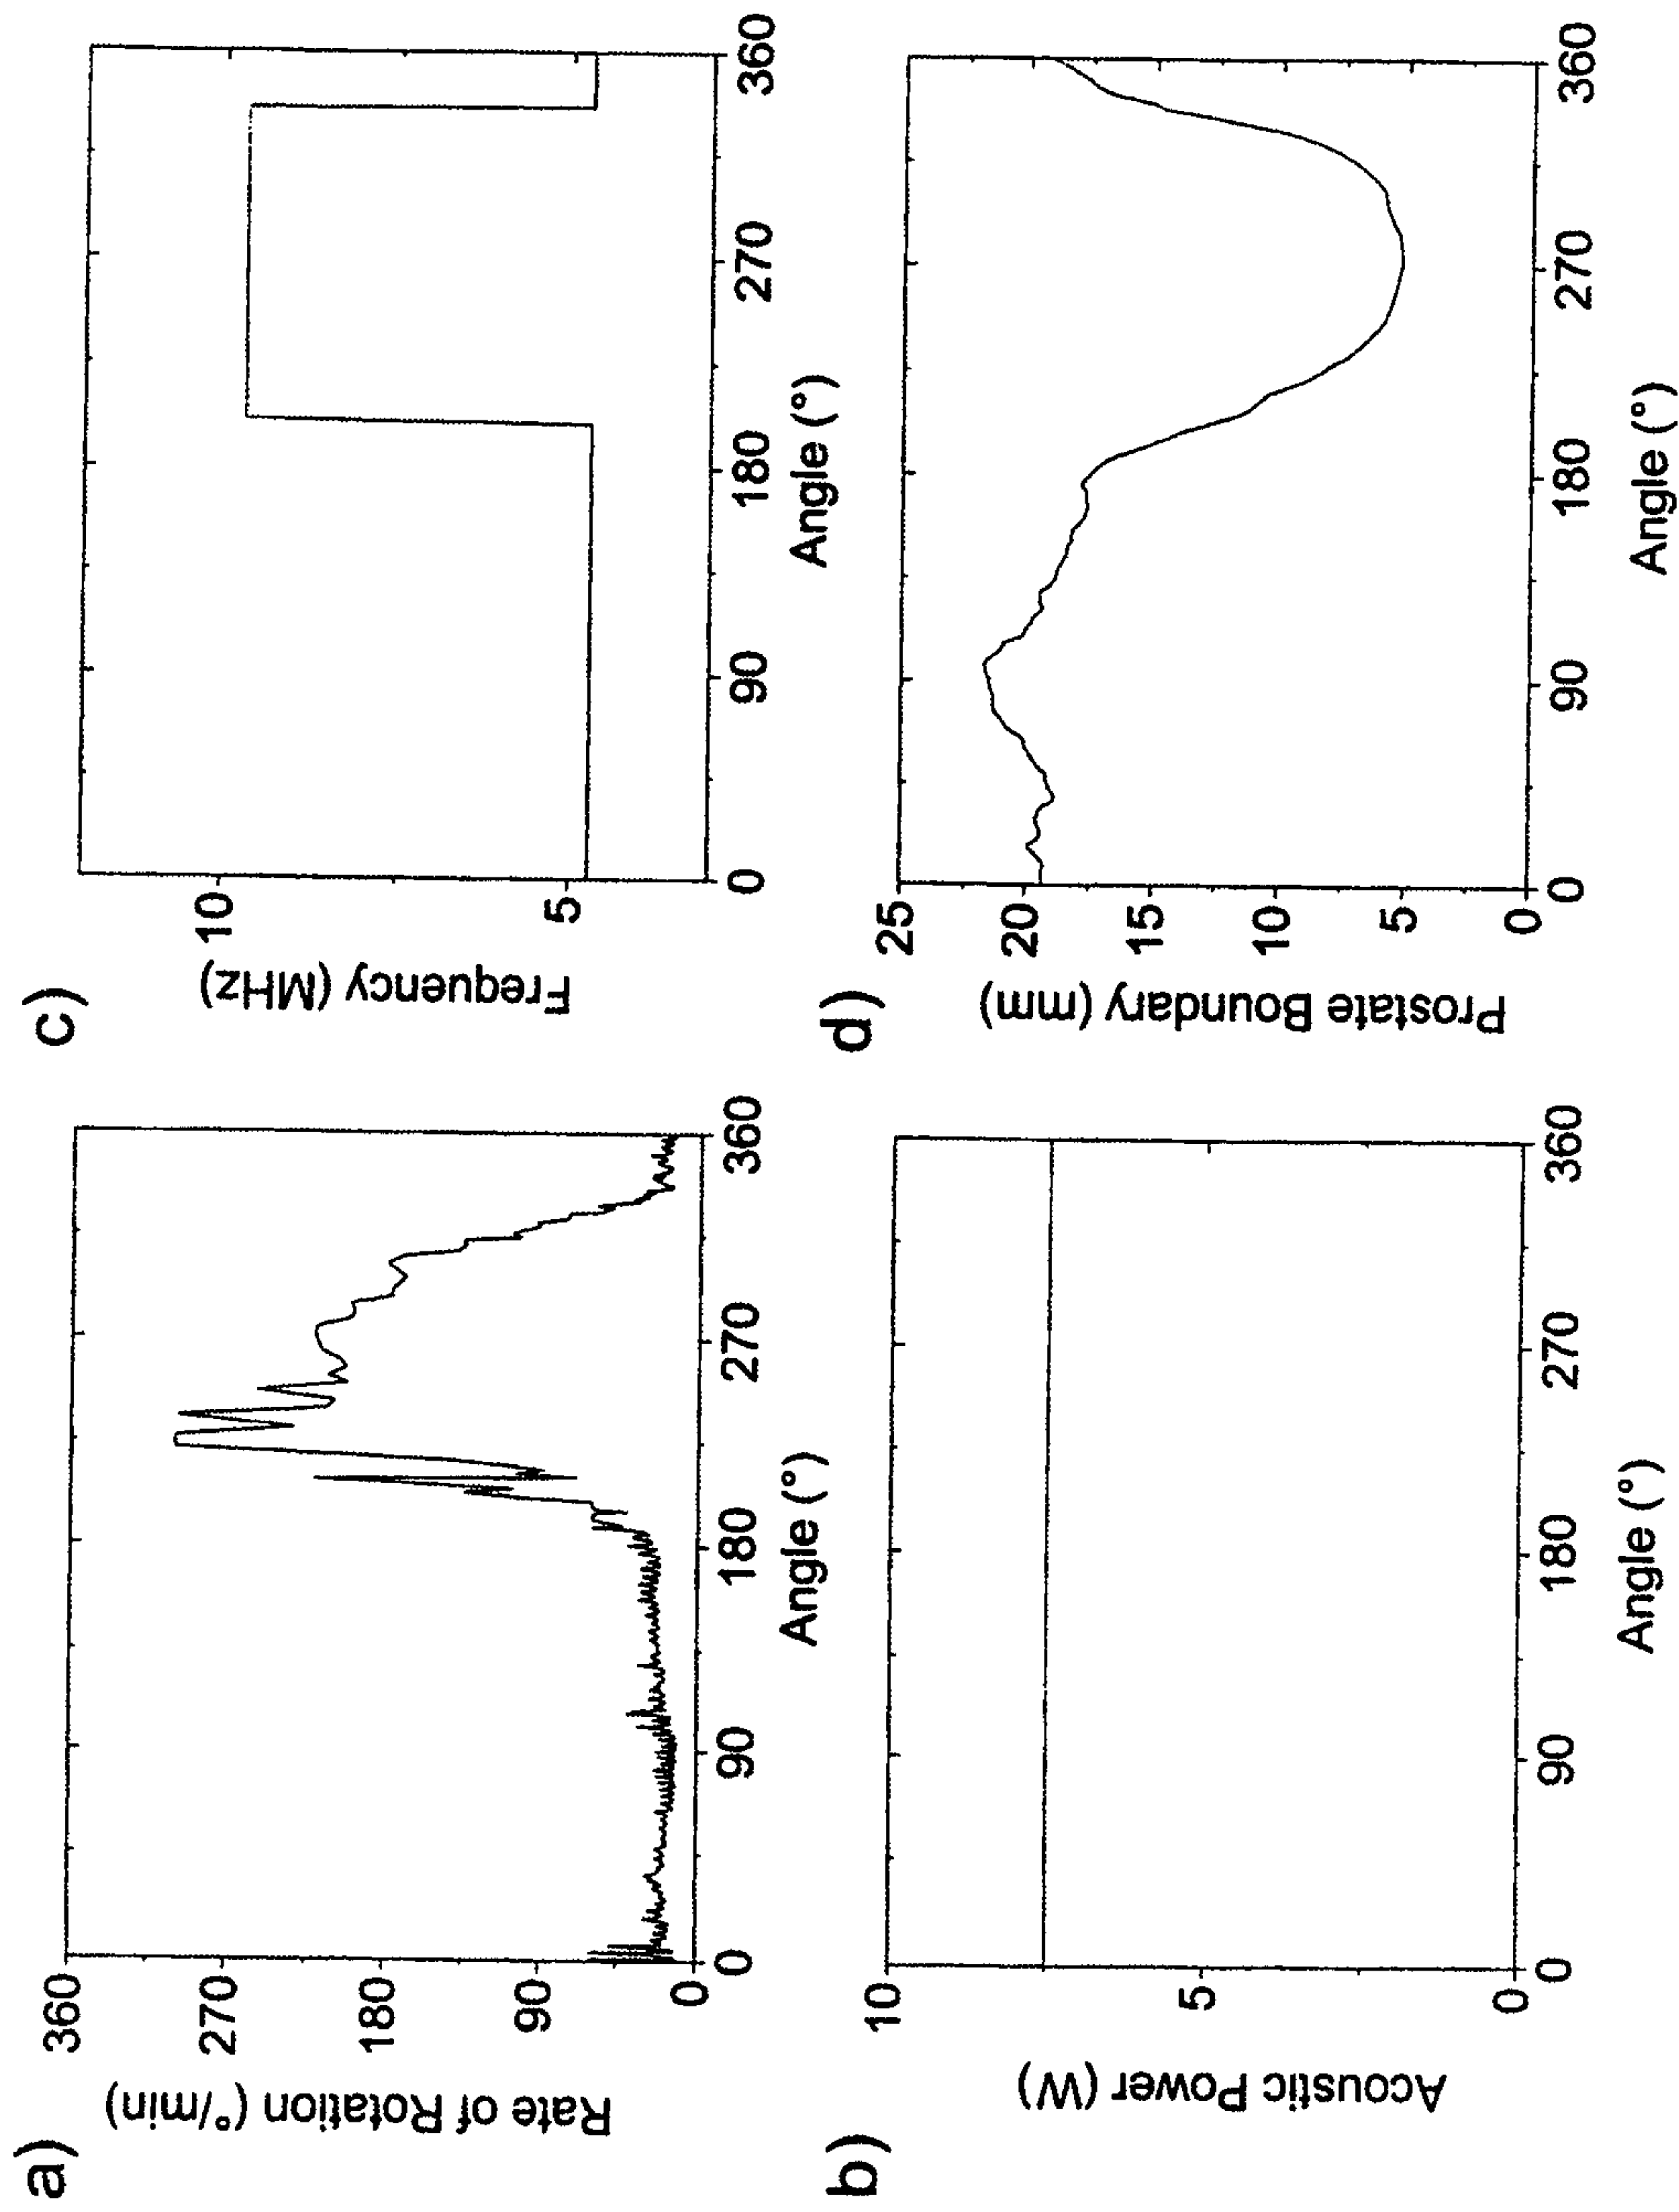 a)
Rate of Rotation (°/min)
360
270
180
90
0
0 90 180 270 360
Angle (°)
b)
Acoustic Power (W)
10
5
0
0 90 180 270 360
Angle (°)
c)
Frequency (MHz)
10
5
0 90 180 270 360
Angle (°)
d)
Prostate Boundary (mm)
25
20
15
10
5
0
0 90 180 270 360
Angle (°)